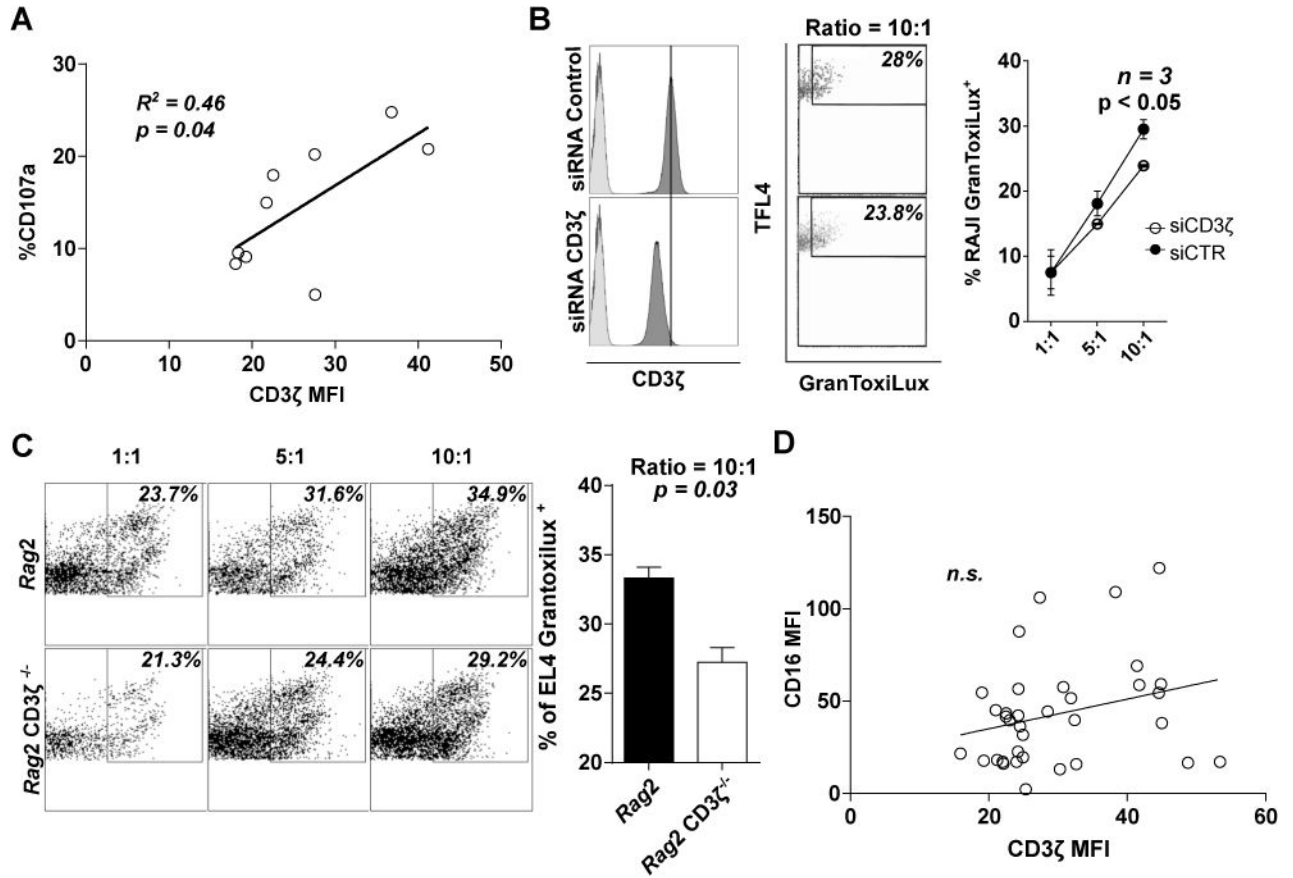 A
R² = 0.46
p = 0.04
30
20
10
0
%CD107a
0 10 20 30 40 50
CD3ζ MFI
B
siRNA Control
siRNA CD3ζ
CD3ζ
Ratio = 10:1
28%
23.8%
TFL4
GranToxiLux
n = 3
p < 0.05
40
30
20
10
0
% RAJI GranToxiLux+
siCD3ζ
siCTR
1:1 5:1 10:1
C
1:1 5:1 10:1
Rag2
23.7% 31.6% 34.9%
Rag2 CD3ζ -/-
21.3% 24.4% 29.2%
Ratio = 10:1
p = 0.03
40
35
30
25
20
% of EL4 Grantoxilux +
Rag2
Rag2 CD3ζ-/-
D
n.s.
150
100
50
0
CD16 MFI
0 20 40 60
CD3ζ MFI